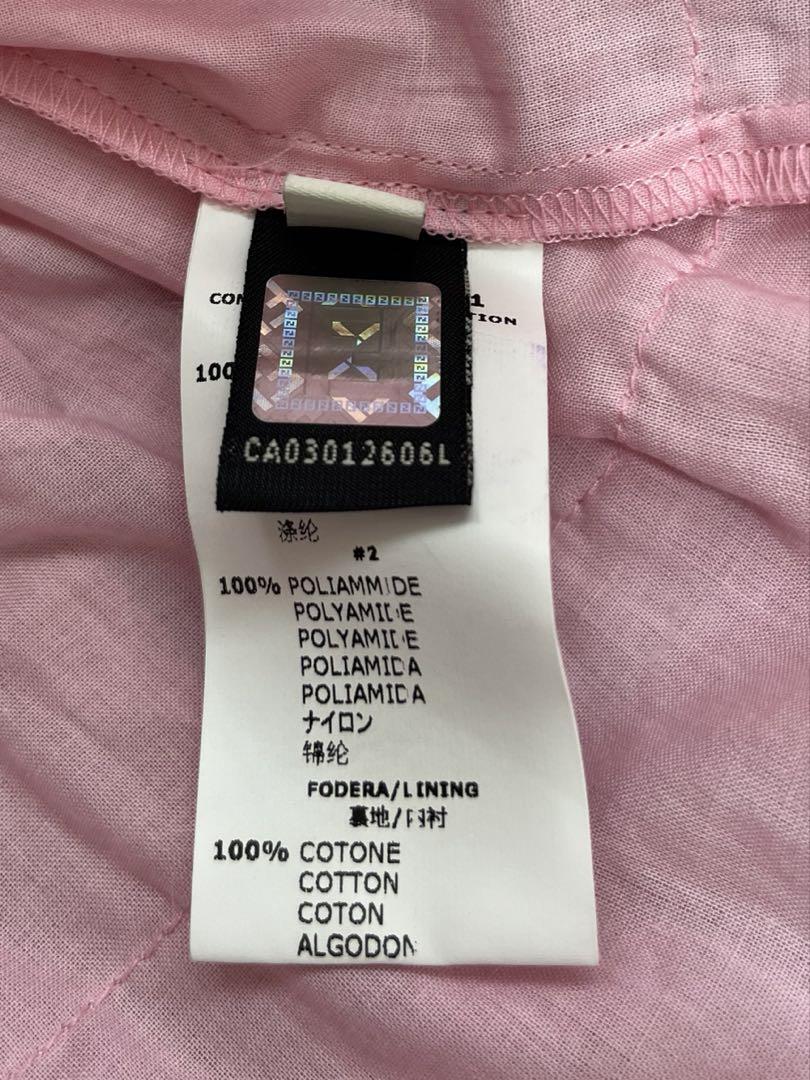 CA03012606L
涤纶
#2
100% POLIAMMIDE
POLYAMIDE
POLYAMIDE
POLIAMIDA
POLIAMIDA
ナイロン
锦纶
FODERA/LINING
裏地/内衬
100% COTONE
COTTON
COTON
ALGODON